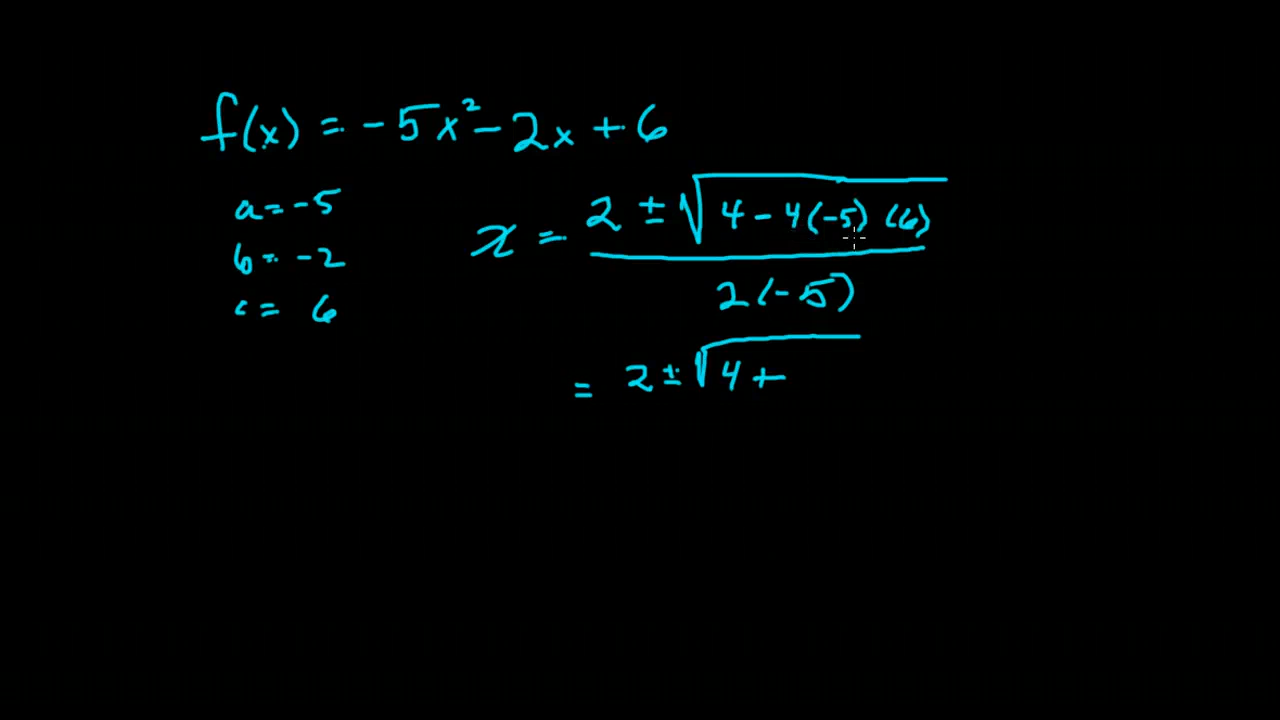 f(x) = -5x² - 2x + 6
a = -5
b = -2
c = 6
x = 2 ± √4 - 4(-5)(6)
2(-5)
= 2 ± √4 +